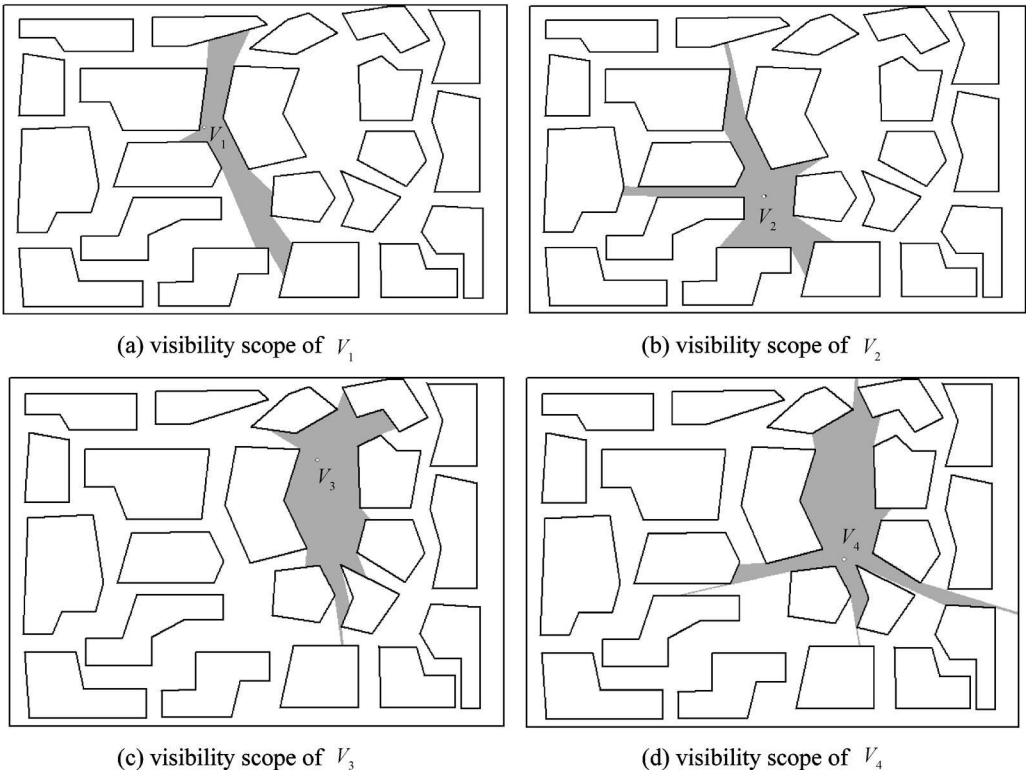 V₁
V₂
(a) visibility scope of V₁
(b) visibility scope of V₂
V₃
V₄
(c) visibility scope of V₃
(d) visibility scope of V₄